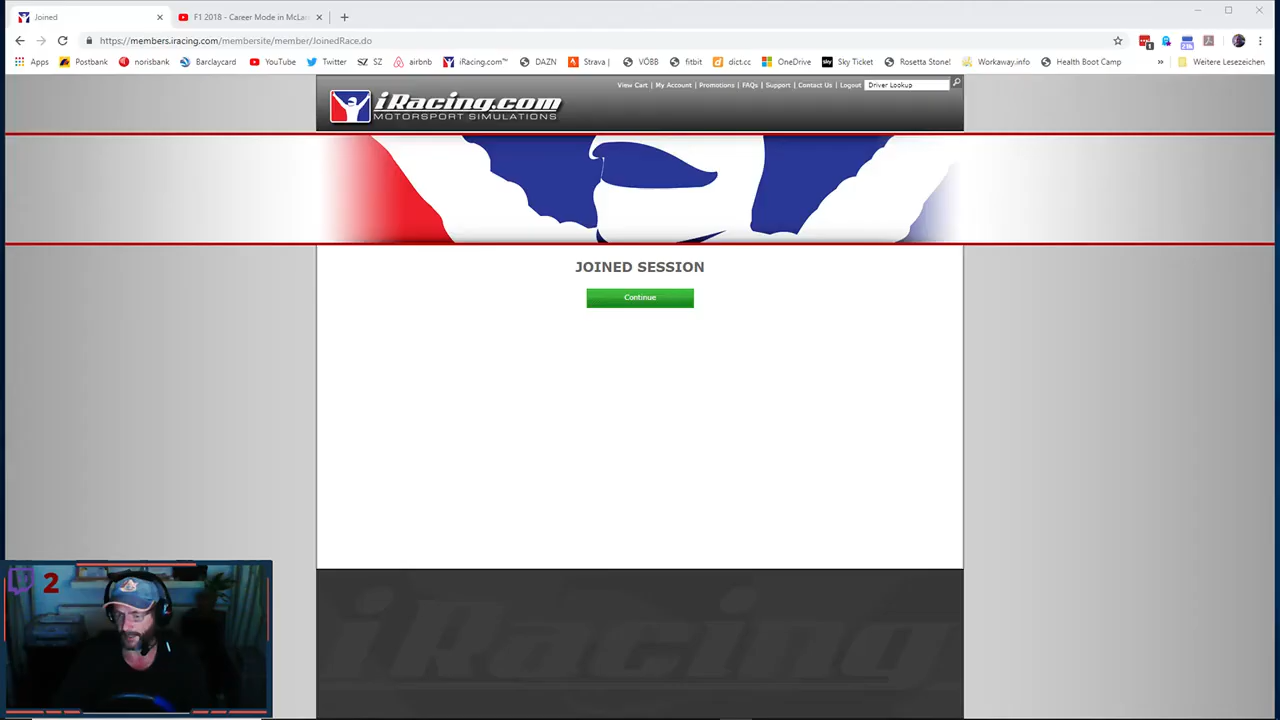 Joined
F1 2018 - Career Mode in McLar
https://members.iracing.com/membersite/member/JoinedRace.do
Apps
Postbank
norisbank
Barclaycard
YouTube
Twitter
SZ
airbnb
iRacing.com™
DAZN
Strava |
VÖBB
fitbit
dict.cc
OneDrive
sky Sky Ticket
Rosetta Stone!
Workaway.info
Health Boot Camp
»
Weitere Lesezeichen
View Cart | My Account | Promotions | FAQs | Support | Contact Us | Logout
Driver Lookup
iRacing.com
MOTORSPORT SIMULATIONS
JOINED SESSION
Continue
2
iRacing